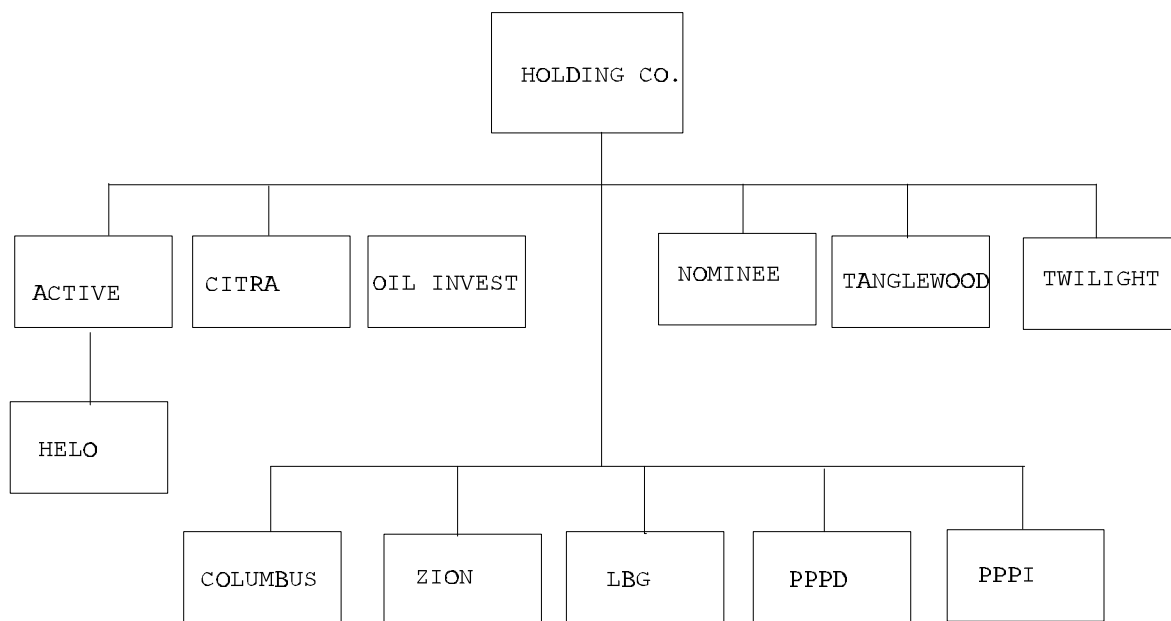 HOLDING CO.
ACTIVE
CITRA
OIL INVEST
NOMINEE
TANGLEWOOD
TWILIGHT
HELO
COLUMBUS
ZION
LBG
PPPD
PPPI